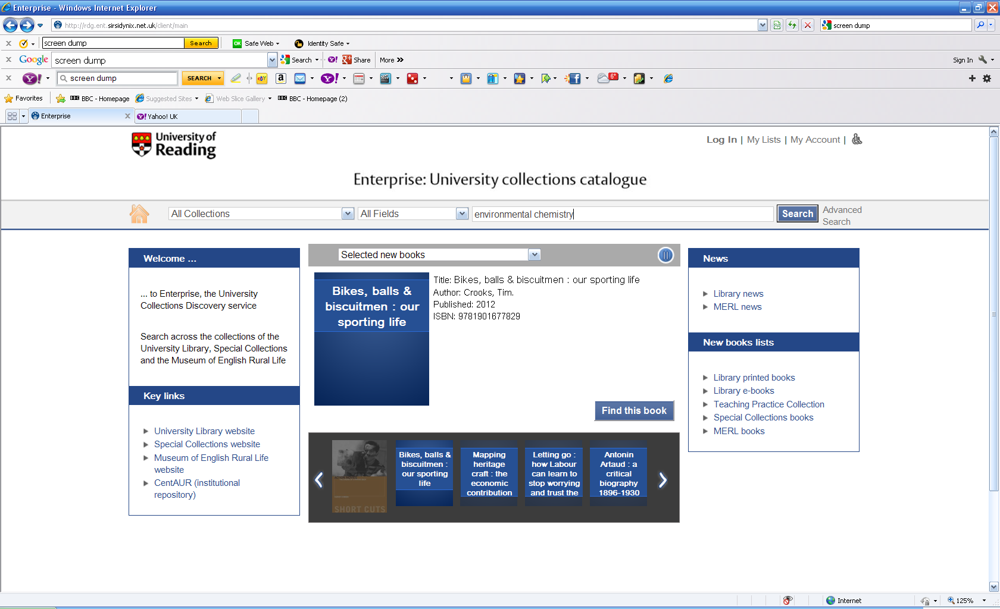 Enterprise - Windows Internet Explorer
http://rdg.ent.sirsidynix.net.uk/client/main
screen dump
screen dump Search OK Safe Web Identity Safe
Google screen dump Search Y! Share More Sign In
Y! screen dump SEARCH ebY a Y! 6°
Favorites BBC BBC - Homepage Suggested Sites Web Slice Gallery BBC BBC - Homepage (2)
Enterprise Y! Yahoo! UK
University of
Reading
Log In | My Lists | My Account |
Enterprise: University collections catalogue
All Collections All Fields environmental chemistry Search Advanced
Search
Welcome ...
... to Enterprise, the University
Collections Discovery service
Search across the collections of the
University Library, Special Collections
and the Museum of English Rural Life
Key links
University Library website
Special Collections website
Museum of English Rural Life
website
CentAUR (institutional
repository)
Selected new books
Bikes, balls &
biscuitmen : our
sporting life
Title: Bikes, balls & biscuitmen : our sporting life
Author: Crooks, Tim.
Published: 2012
ISBN: 9781901677829
Find this book
SHORT CUTS
Bikes, balls &
biscuitmen :
our sporting
life
Mapping
heritage
craft : the
economic
contribution
Letting go :
how Labour
can learn to
stop worrying
and trust the
Antonin
Artaud : a
critical
biography
1896-1930
News
Library news
MERL news
New books lists
Library printed books
Library e-books
Teaching Practice Collection
Special Collections books
MERL books
Internet 125%